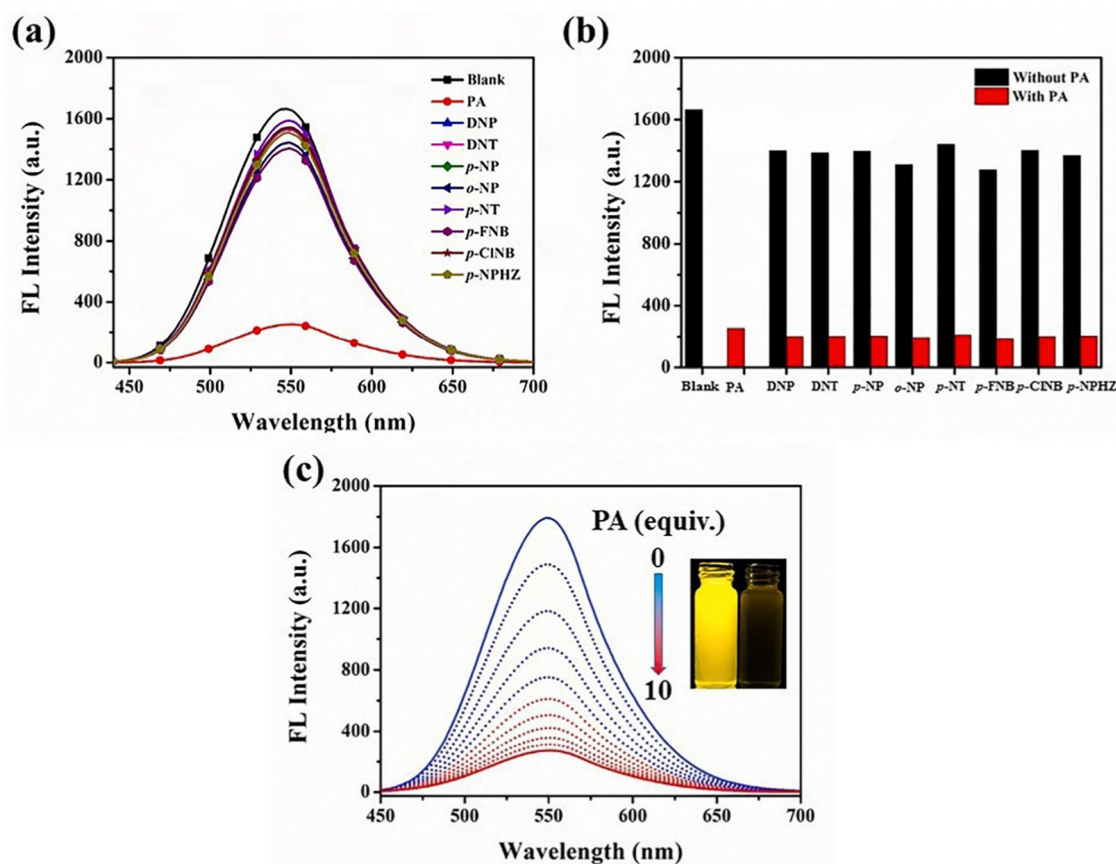 (a)
2000
1600
1200
800
400
0
FL Intensity (a.u.)
450 500 550 600 650 700
Wavelength (nm)
Blank
PA
DNP
DNT
p-NP
o-NP
p-NT
p-FNB
p-ClNB
p-NPHZ
(b)
2000
1600
1200
800
400
0
FL Intensity (a.u.)
Without PA
With PA
Blank PA DNP DNT p-NP o-NP p-NT p-FNB p-ClNB p-NPHZ
(c)
2000
1600
1200
800
400
0
FL Intensity (a.u.)
PA (equiv.)
0
10
450 500 550 600 650 700
Wavelength (nm)